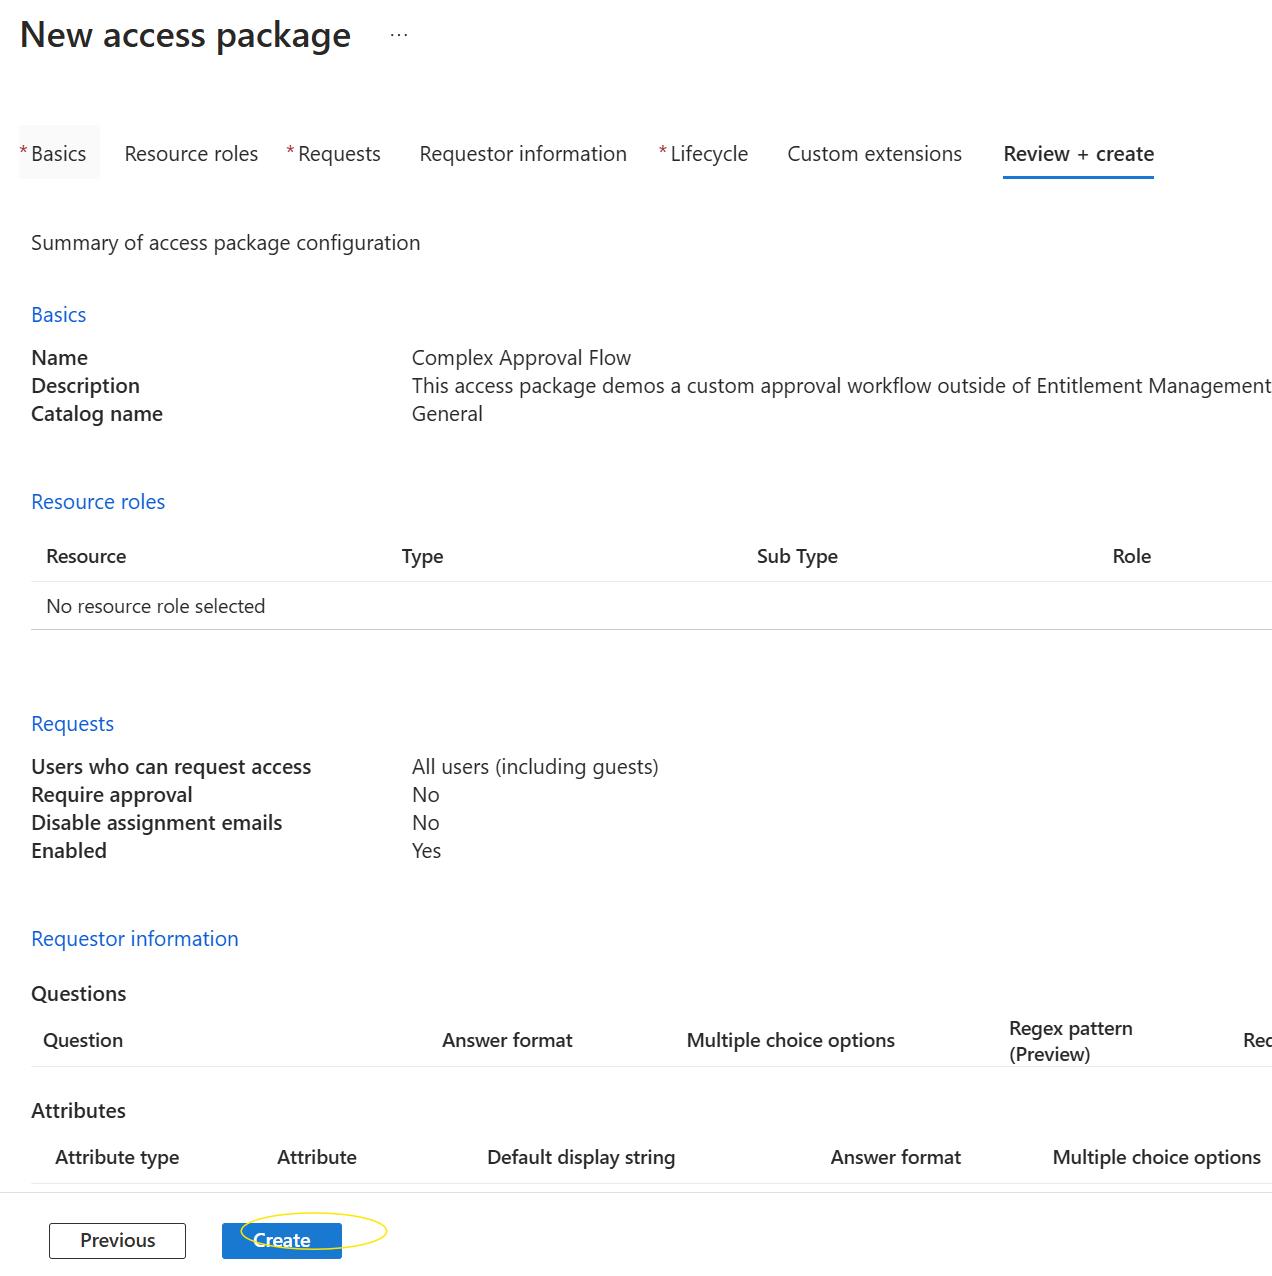 New access package ...
* Basics Resource roles * Requests Requestor information * Lifecycle Custom extensions Review + create
Summary of access package configuration
Basics
Name Complex Approval Flow
Description This access package demos a custom approval workflow outside of Entitlement Management
Catalog name General
Resource roles
Resource Type Sub Type Role
No resource role selected
Requests
Users who can request access All users (including guests)
Require approval No
Disable assignment emails No
Enabled Yes
Requestor information
Questions
Question Answer format Multiple choice options Regex pattern (Preview)
Attributes
Attribute type Attribute Default display string Answer format Multiple choice options
Previous Create